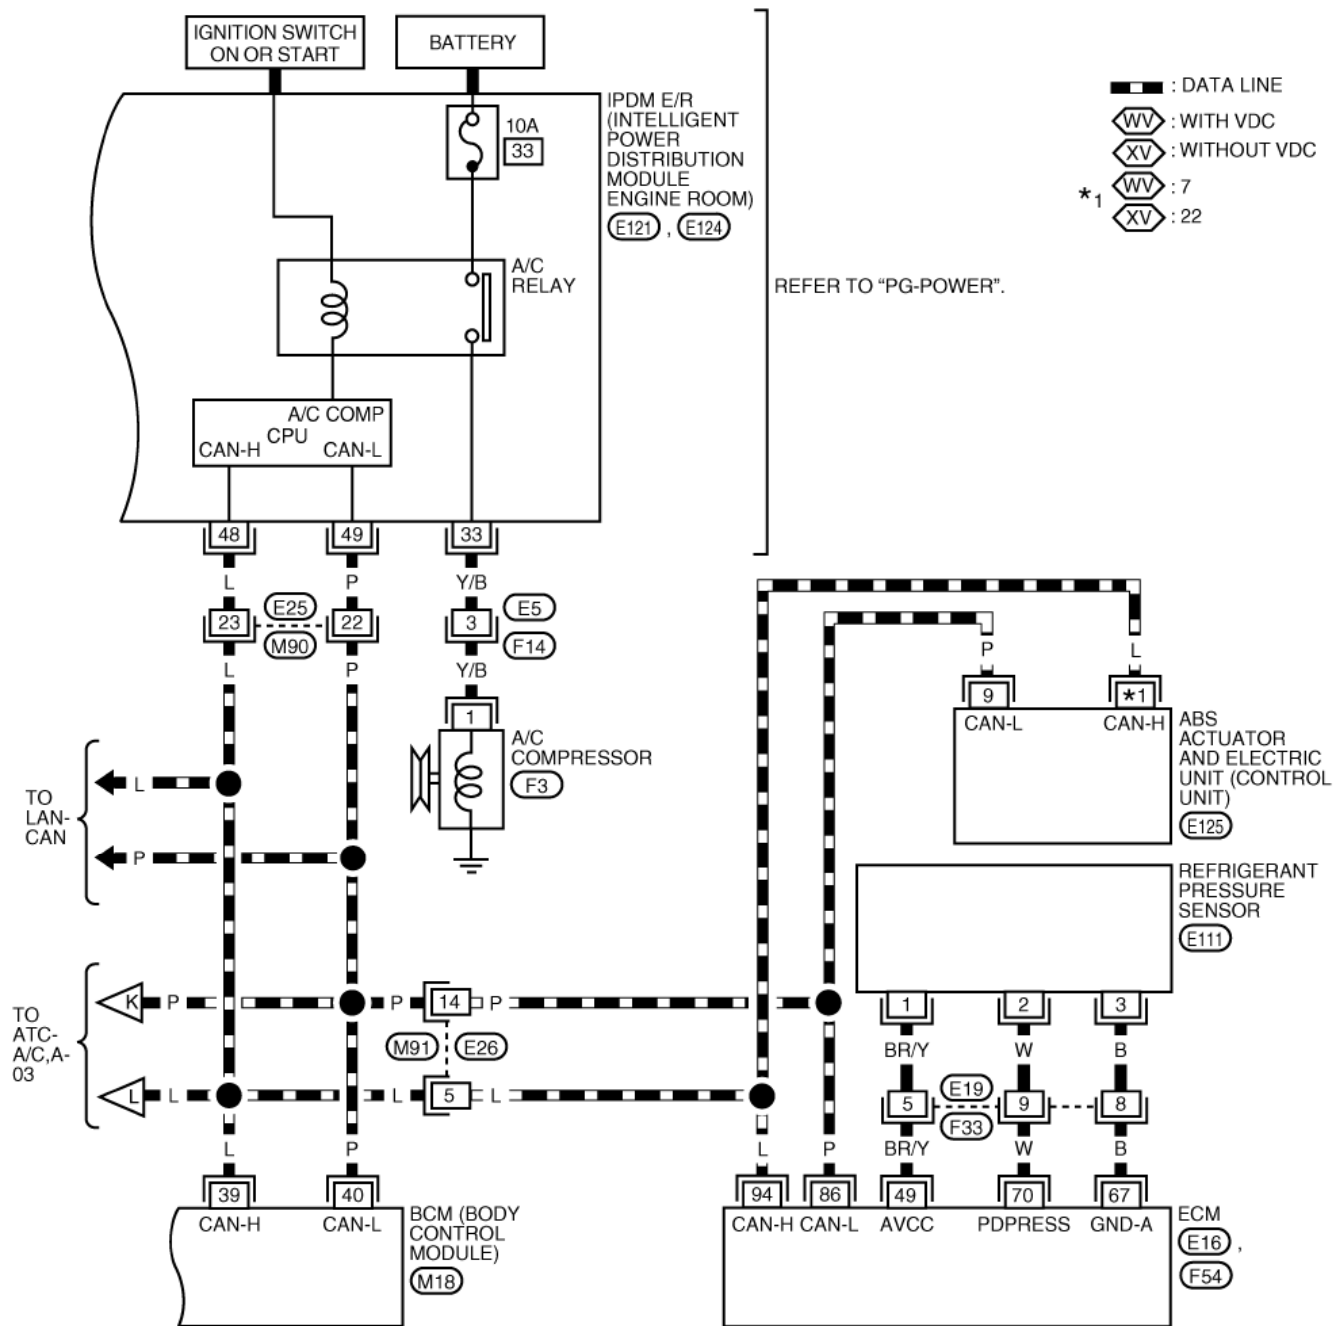 IGNITION SWITCH
ON OR START
BATTERY
10A
33
IPDM E/R
(INTELLIGENT
POWER
DISTRIBUTION
MODULE
ENGINE ROOM)
E121 , E124
: DATA LINE
WV : WITH VDC
XV : WITHOUT VDC
*1 WV : 7
XV : 22
A/C
RELAY
REFER TO “PG-POWER”.
A/C COMP
CPU
CAN-H CAN-L
48 49 33
L P Y/B
23 E25 22 3 E5
M90 F14
L P Y/B
1
A/C
COMPRESSOR
F3
P L
9 *1
CAN-L CAN-H
ABS
ACTUATOR
AND ELECTRIC
UNIT (CONTROL
UNIT)
E125
TO
LAN-
CAN
L
P
REFRIGERANT
PRESSURE
SENSOR
E111
1 2 3
BR/Y W B
TO
ATC-
A/C,A-
03
K P P 14 P
M91 E26
L L L 5 L
5 E19 9 8
F33
L P L P BR/Y W B
39 40
CAN-H CAN-L
BCM (BODY
CONTROL
MODULE)
M18
94 86 49 70 67
CAN-H CAN-L AVCC PDPRESS GND-A
ECM
E16 ,
F54